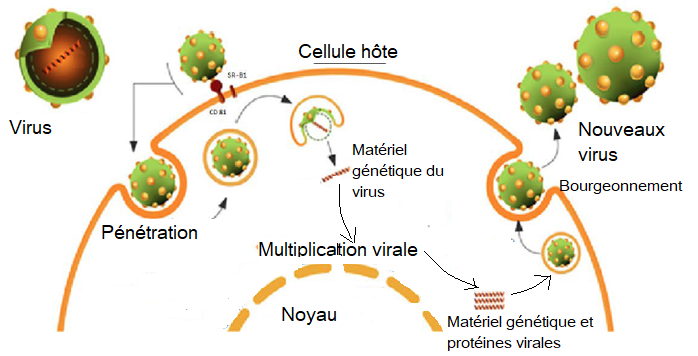 Cellule hôte
SR-B1
CD 81
Virus
Nouveaux
virus
Matériel
génétique du
virus
Bourgeonnement
Pénétration
Multiplication virale
Noyau
Matériel génétique et
protéines virales